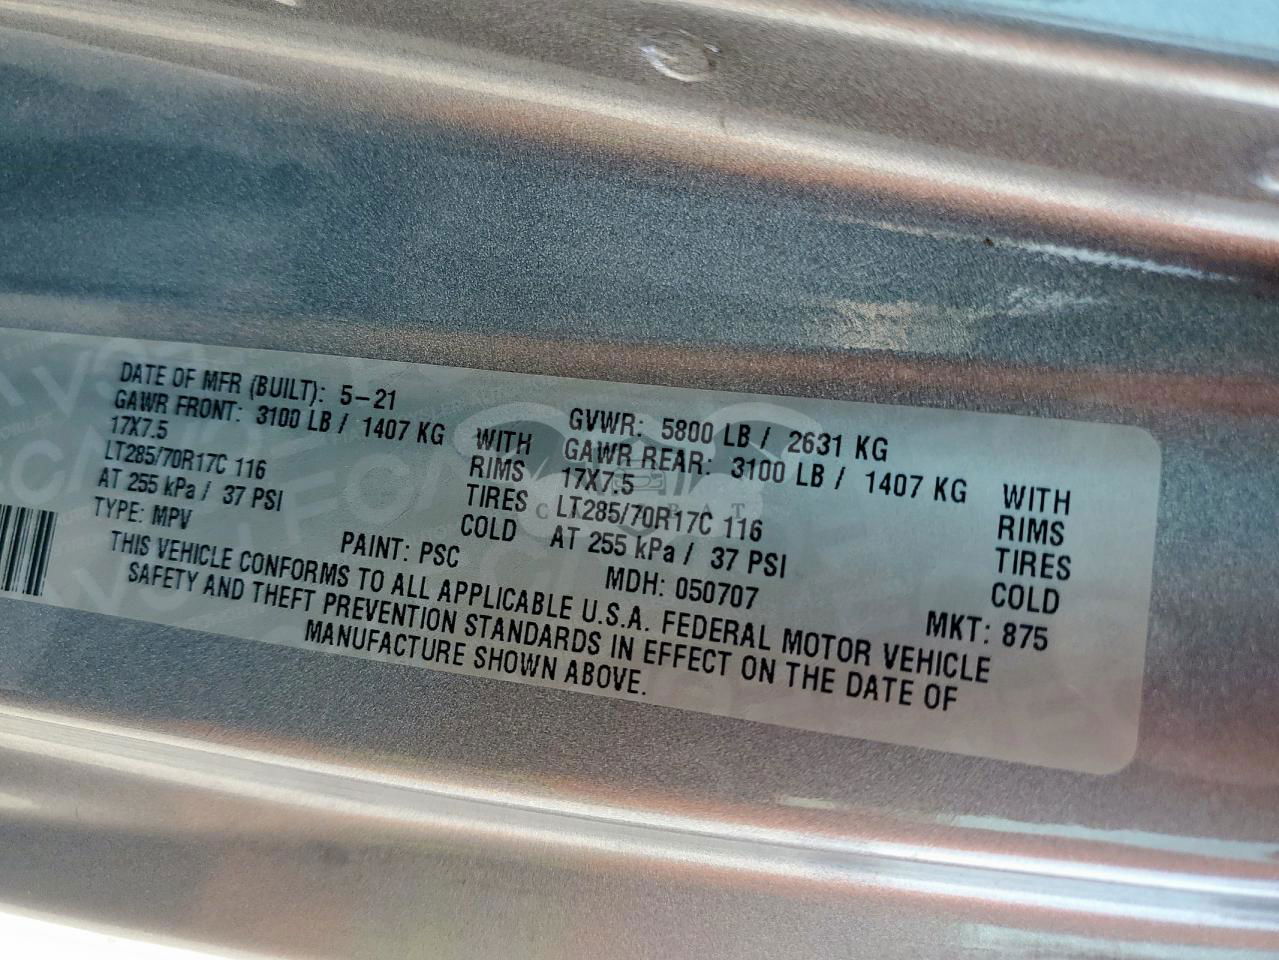 DATE OF MFR (BUILT): 5-21 GVWR: 5800 LB / 2631 KG
GAWR FRONT: 3100 LB / 1407 KG WITH GAWR REAR: 3100 LB / 1407 KG WITH
17X7.5 RIMS 17X7.5 RIMS
LT285/70R17C 116 TIRES LT285/70R17C 116 TIRES
AT 255 kPa / 37 PSI COLD AT 255 kPa / 37 PSI COLD
TYPE: MPV PAINT: PSC MDH: 050707 MKT: 875
THIS VEHICLE CONFORMS TO ALL APPLICABLE U.S.A. FEDERAL MOTOR VEHICLE
SAFETY AND THEFT PREVENTION STANDARDS IN EFFECT ON THE DATE OF
MANUFACTURE SHOWN ABOVE.